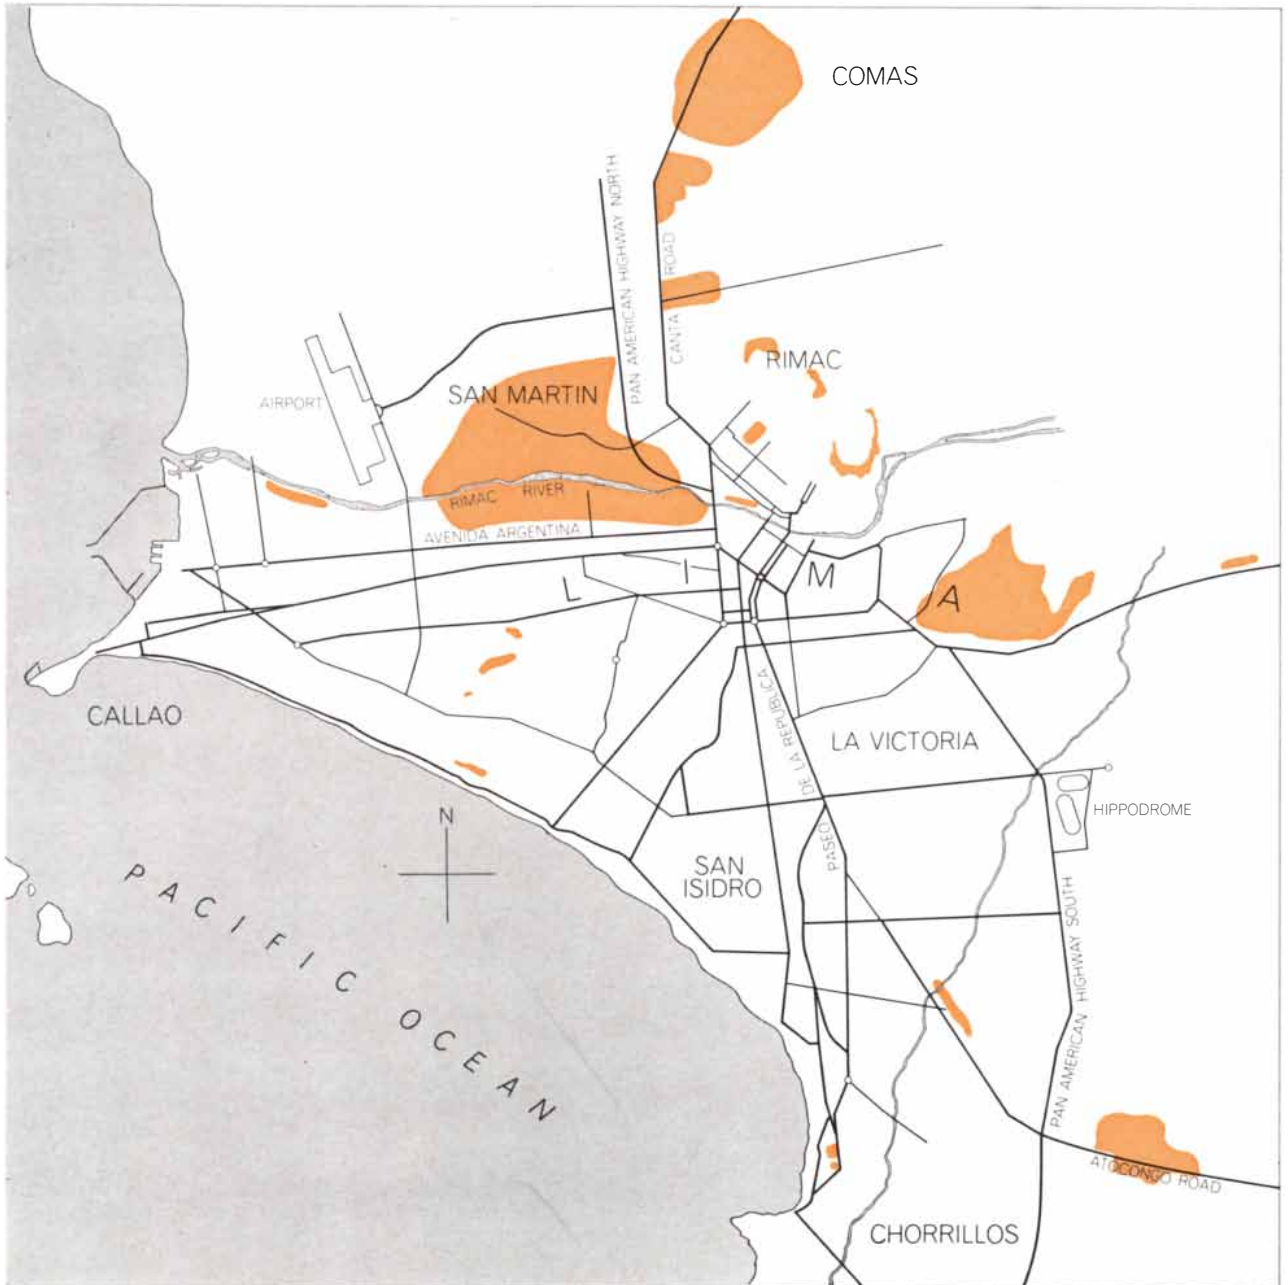 COMAS
PAN AMERICAN HIGHWAY NORTH
CANTA ROAD
RIMAC
SAN MARTIN
AIRPORT
RIMAC RIVER
AVENIDA ARGENTINA
L I M A
CALLAO
PASEO DE LA REPUBLICA
LA VICTORIA
HIPPODROME
N
SAN
ISIDRO
PACIFIC OCEAN
PAN AMERICAN HIGHWAY SOUTH
ATOCONGO ROAD
CHORRILLOS